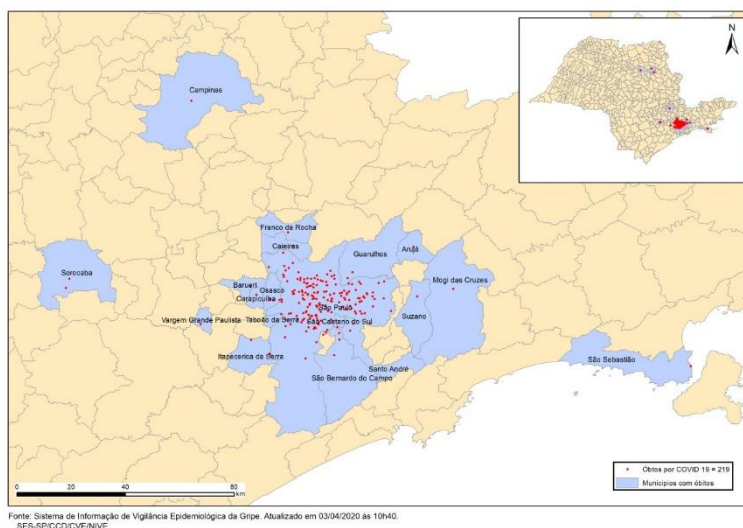 N
Campinas
Franco da Rocha
Caieiras
Guarulhos
Arujá
Sorocaba
Barueri
Osasco
Mogi das Cruzes
Carapicuíba
São Paulo
Vargem Grande Paulista
Taboão da Serra
São Caetano do Sul
Suzano
Itapecerica da Serra
São Sebastião
Santo André
São Bernardo do Campo
0 20 40 60 80
km
Óbtos por COVID 19 = 219
Municípios com óbitos
Fonte: Sistema de Informação de Vigilância Epidemiológica da Gripe. Atualizado em 03/04/2020 às 10h40.
SES-SP/CCD/CVE/NIVE